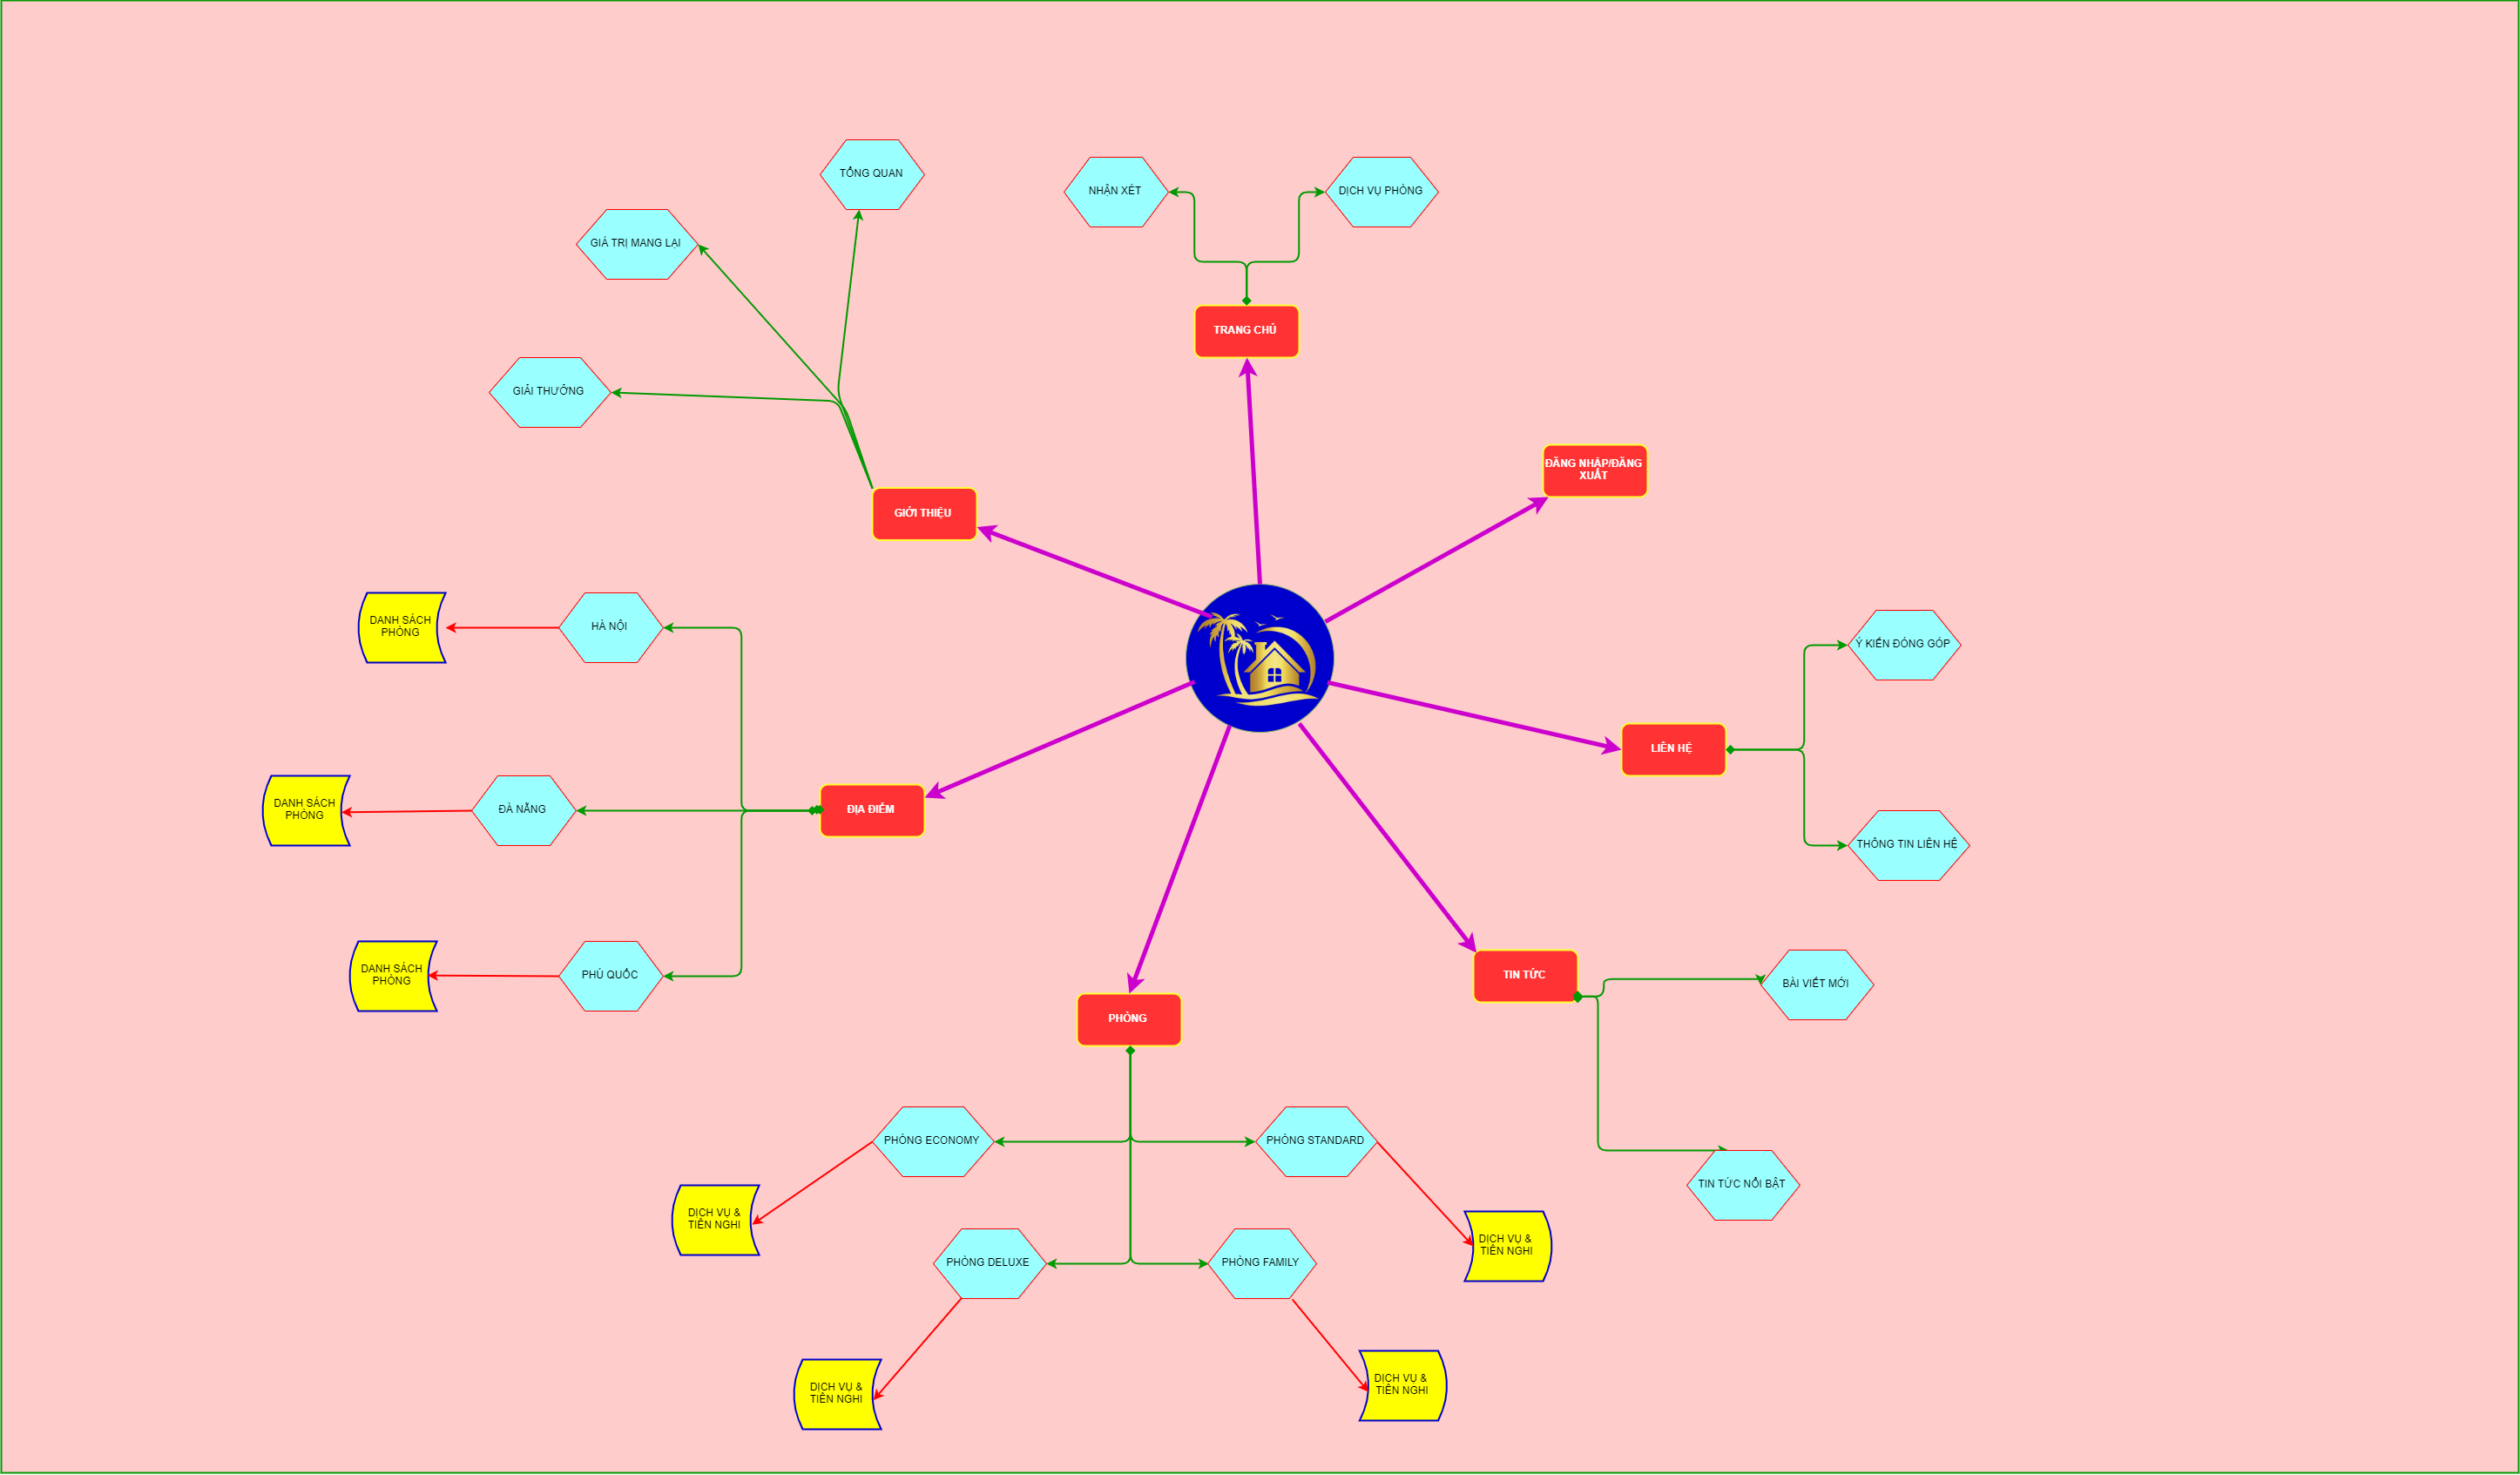 TỔNG QUAN
NHẬN XÉT
DỊCH VỤ PHÒNG
GIÁ TRỊ MANG LẠI
TRANG CHỦ
GIẢI THƯỞNG
ĐĂNG NHẬP/ĐĂNG
XUẤT
GIỚI THIỆU
HÀ NỘI
DANH SÁCH
PHÒNG
Ý KIẾN ĐÓNG GÓP
LIÊN HỆ
ĐỊA ĐIỂM
ĐÀ NẴNG
DANH SÁCH
PHÒNG
THÔNG TIN LIÊN HỆ
PHÚ QUỐC
DANH SÁCH
PHÒNG
TIN TỨC
BÀI VIẾT MỚI
PHÒNG
PHÒNG ECONOMY
PHÒNG STANDARD
TIN TỨC NỔI BẬT
DỊCH VỤ &
TIỆN NGHI
DỊCH VỤ &
TIỆN NGHI
PHÒNG DELUXE
PHÒNG FAMILY
DỊCH VỤ &
TIỆN NGHI
DỊCH VỤ &
TIỆN NGHI